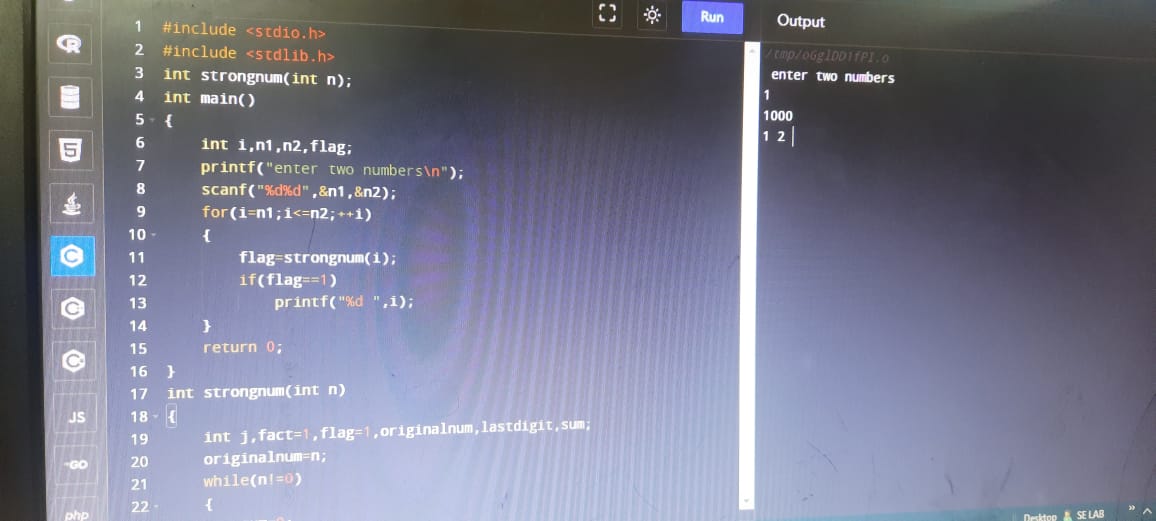 Run
Output
1 #include <stdio.h>
2 #include <stdlib.h>
3 int strongnum(int n);
4 int main()
5 {
6 int i,n1,n2,flag;
7 printf("enter two numbers\n");
8 scanf("%d%d",&n1,&n2);
9 for(i=n1;i<=n2;++i)
10 {
11 flag=strongnum(i);
12 if(flag==1)
13 printf("%d ",i);
14 }
15 return 0;
16 }
17 int strongnum(int n)
18 {
19 int j,fact=1,flag=1,originalnum,lastdigit,sum;
20 originalnum=n;
21 while(n!=0)
22 {
enter two numbers
1
1000
1 2
R
5
C
C
C
JS
GO
php
Desktop
SE LAB